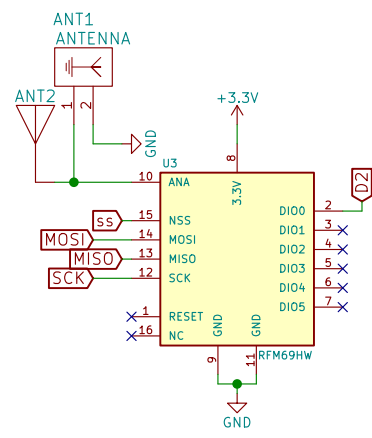 ANT1
ANTENNA
ANT2
1
2
GND
+3.3V
U3
8
3.3V
D2
10 ANA
DIO0 2
ss 15 NSS
DIO1 3
MOSI 14 MOSI
DIO2 4
MISO 13 MISO
DIO3 5
SCK 12 SCK
DIO4 6
DIO5 7
1 RESET
16 NC
GND
GND
9
11
RFM69HW
GND